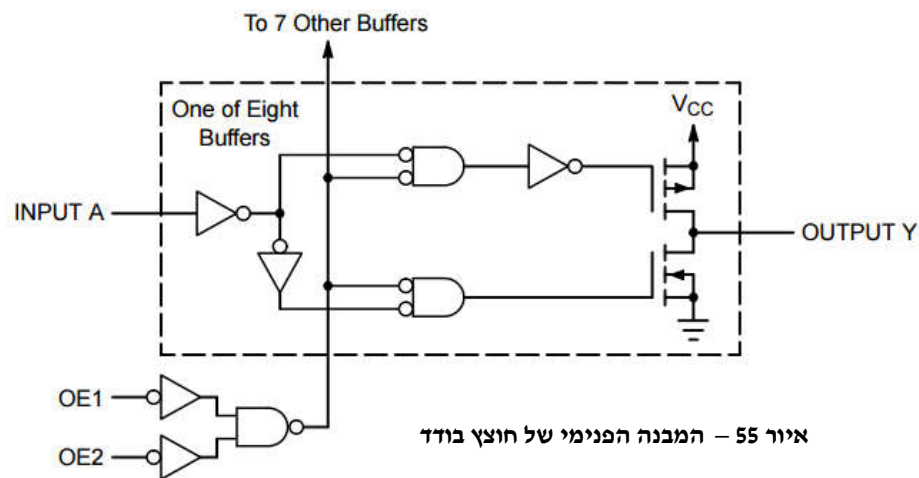 To 7 Other Buffers
One of Eight
Buffers
VCC
INPUT A
OUTPUT Y
OE1
OE2
איור 55 – המבנה הפנימי של חוצץ בודד